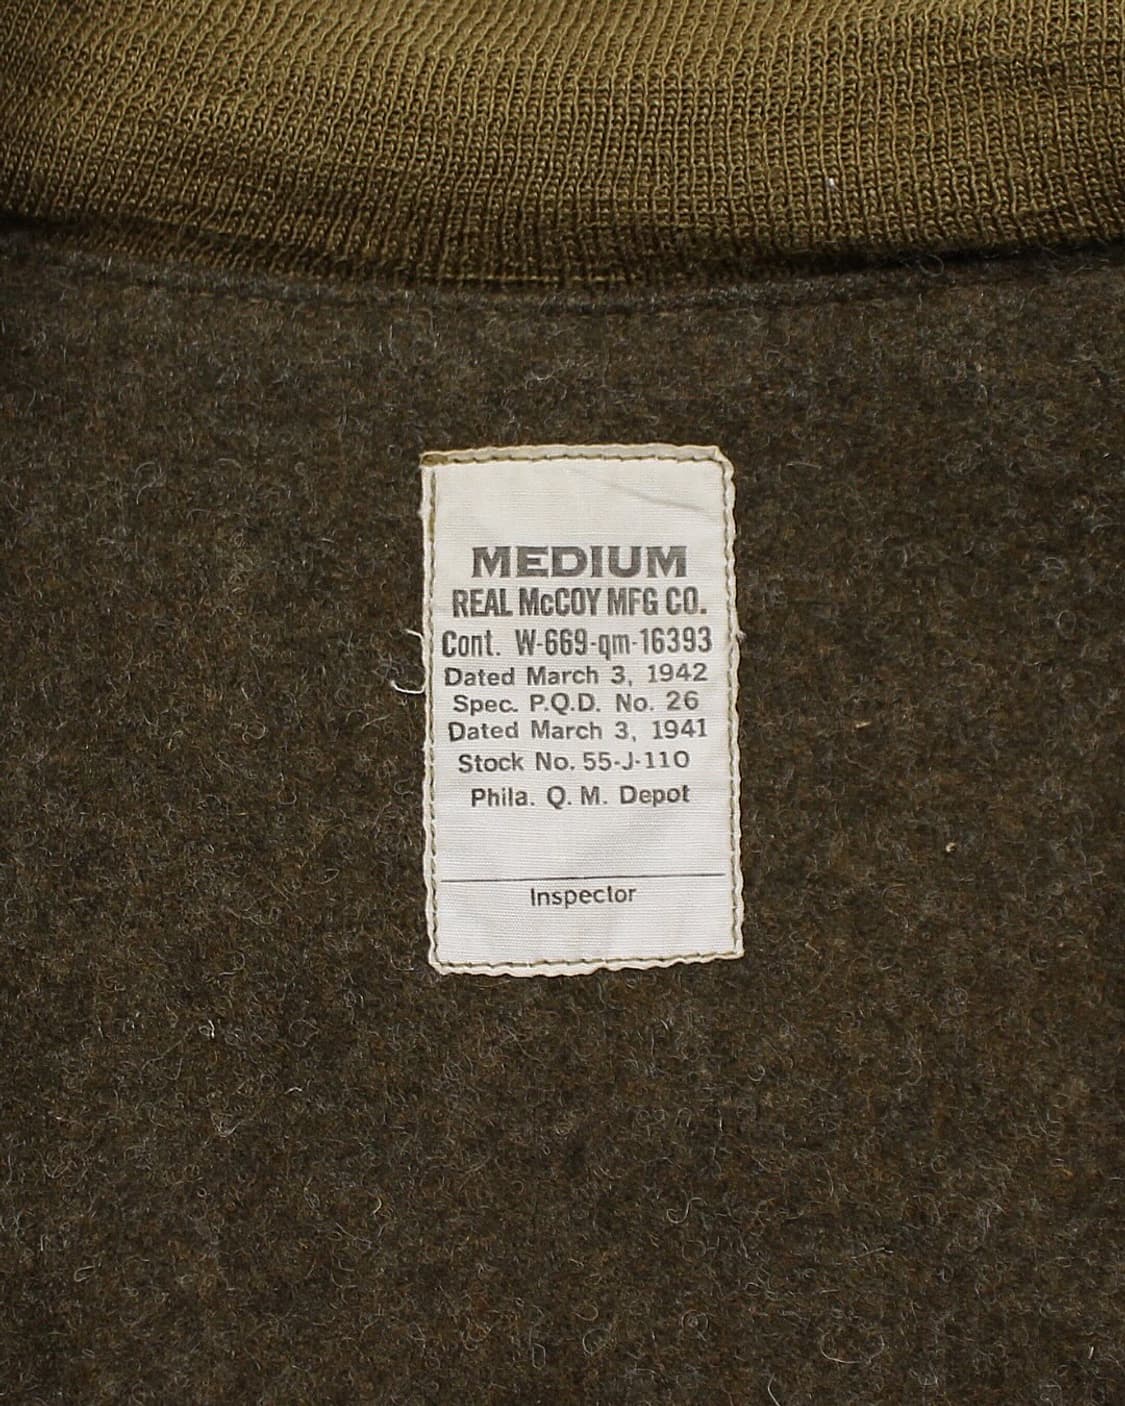 MEDIUM
REAL McCOY MFG CO.
Cont. W-669-qm-16393
Dated March 3, 1942
Spec. P.Q.D. No. 26
Dated March 3, 1941
Stock No. 55-J-110
Phila. Q. M. Depot
Inspector